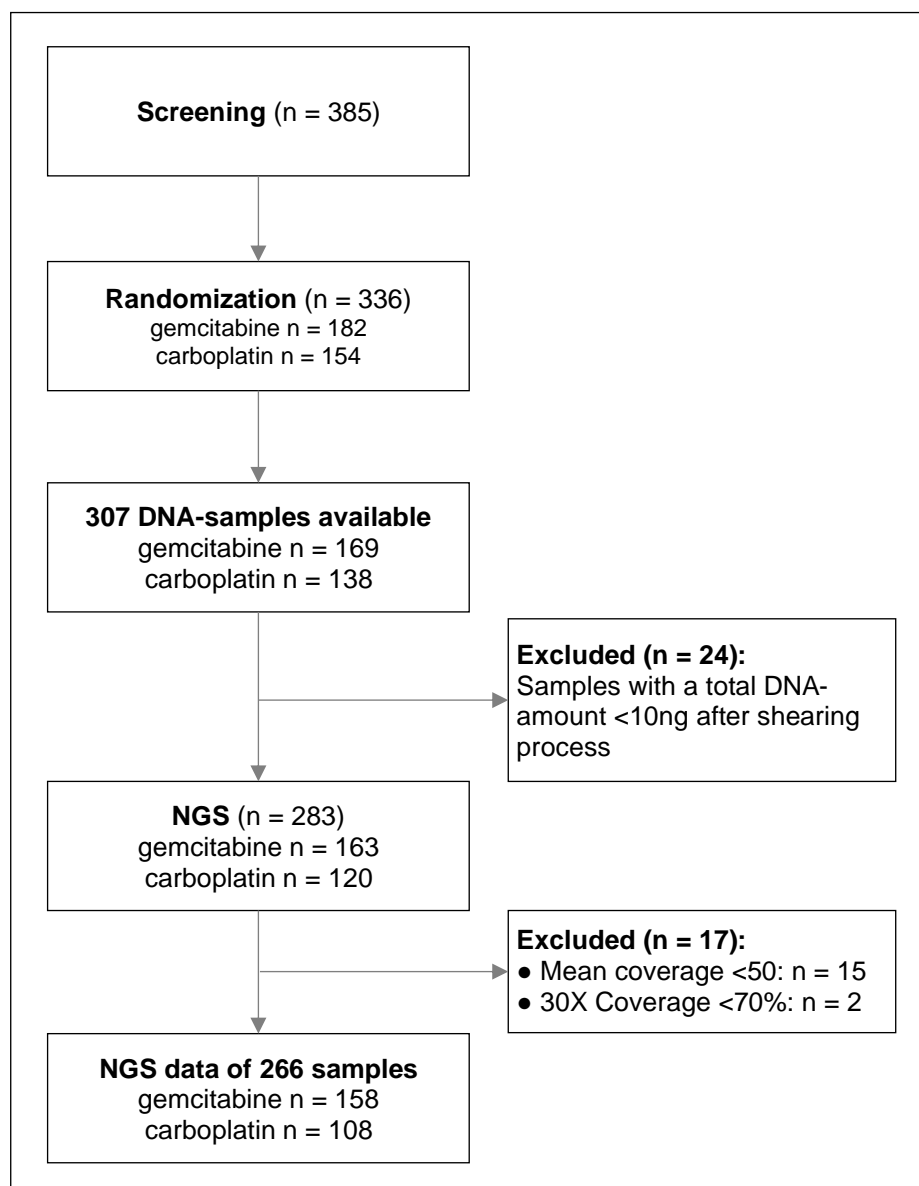 Screening (n = 385)
Randomization (n = 336)
gemcitabine n = 182
carboplatin n = 154
307 DNA-samples available
gemcitabine n = 169
carboplatin n = 138
Excluded (n = 24):
Samples with a total DNA-
amount <10ng after shearing
process
NGS (n = 283)
gemcitabine n = 163
carboplatin n = 120
Excluded (n = 17):
● Mean coverage <50: n = 15
● 30X Coverage <70%: n = 2
NGS data of 266 samples
gemcitabine n = 158
carboplatin n = 108